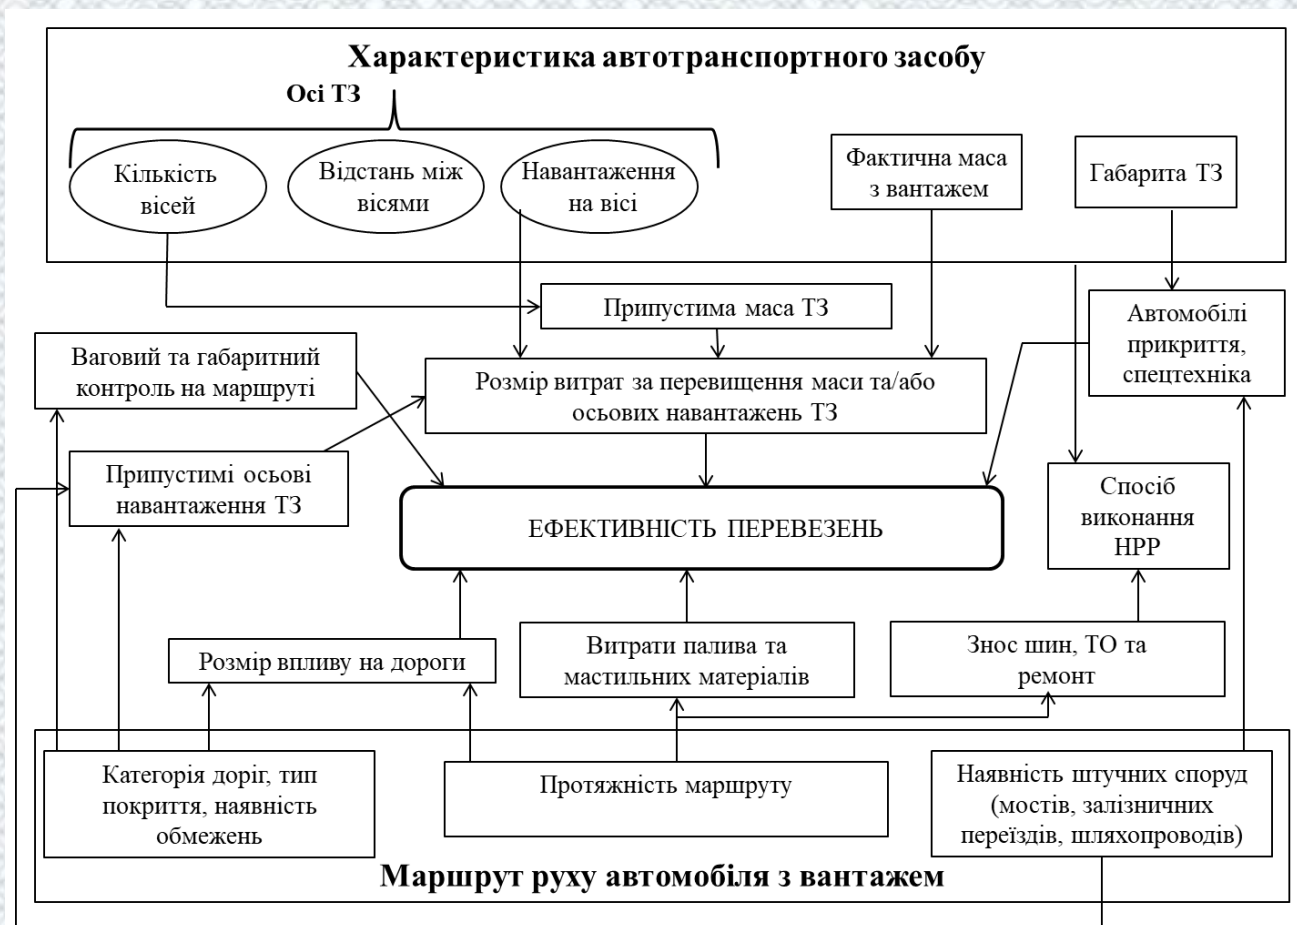 Характеристика автотранспортного засобу
Осі ТЗ
Кількість
вісей
Відстань між
вісями
Навантаження
на вісі
Фактична маса
з вантажем
Габарита ТЗ
Припустима маса ТЗ
Автомобілі
прикриття,
спецтехніка
Ваговий та габаритний
контроль на маршруті
Розмір витрат за перевищення маси та/або
осьових навантажень ТЗ
Припустимі осьові
навантаження ТЗ
Спосіб
виконання
НРР
ЕФЕКТИВНІСТЬ ПЕРЕВЕЗЕНЬ
Розмір впливу на дороги
Витрати палива та
мастильних матеріалів
Знос шин, ТО та
ремонт
Категорія доріг, тип
покриття, наявність
обмежень
Протяжність маршруту
Наявність штучних споруд
(мостів, залізничних
переїздів, шляхопроводів)
Маршрут руху автомобіля з вантажем